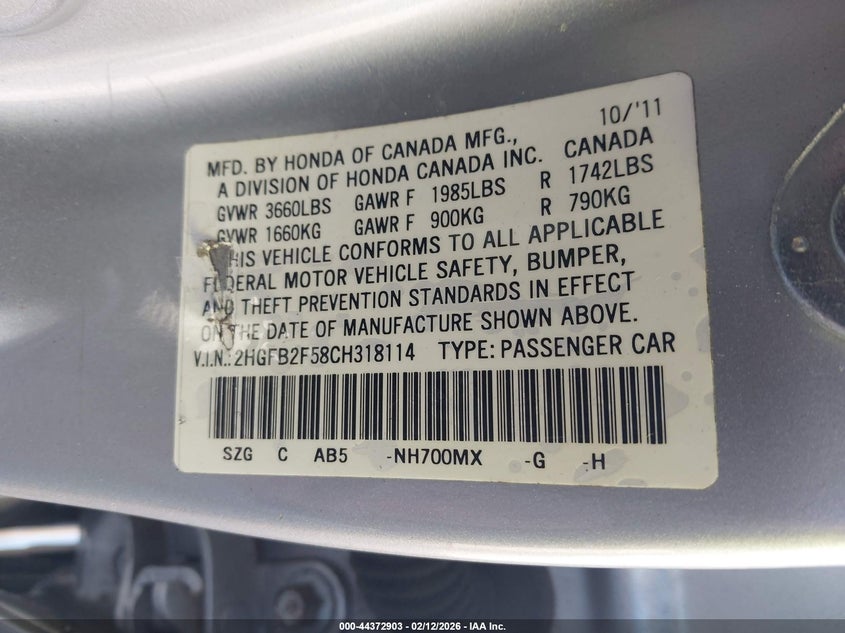 10/'11
MFD. BY HONDA OF CANADA MFG.,
A DIVISION OF HONDA CANADA INC. CANADA
GVWR 3660LBS GAWR F 1985LBS R 1742LBS
GVWR 1660KG GAWR F 900KG R 790KG
THIS VEHICLE CONFORMS TO ALL APPLICABLE
FEDERAL MOTOR VEHICLE SAFETY, BUMPER,
AND THEFT PREVENTION STANDARDS IN EFFECT
ON THE DATE OF MANUFACTURE SHOWN ABOVE.
V.I.N.: 2HGFB2F58CH318114 TYPE: PASSENGER CAR
SZG C AB5 -NH700MX -G -H
000-44372903 - 02/12/2026 - IAA Inc.